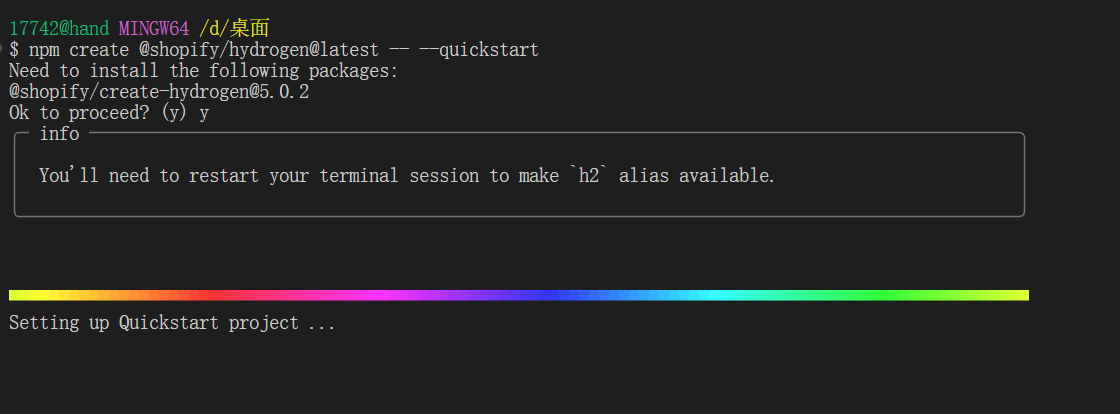 17742@hand MINGW64 /d/桌面
$ npm create @shopify/hydrogen@latest -- --quickstart
Need to install the following packages:
@shopify/create-hydrogen@5.0.2
Ok to proceed? (y) y
info
You'll need to restart your terminal session to make `h2` alias available.
Setting up Quickstart project ...